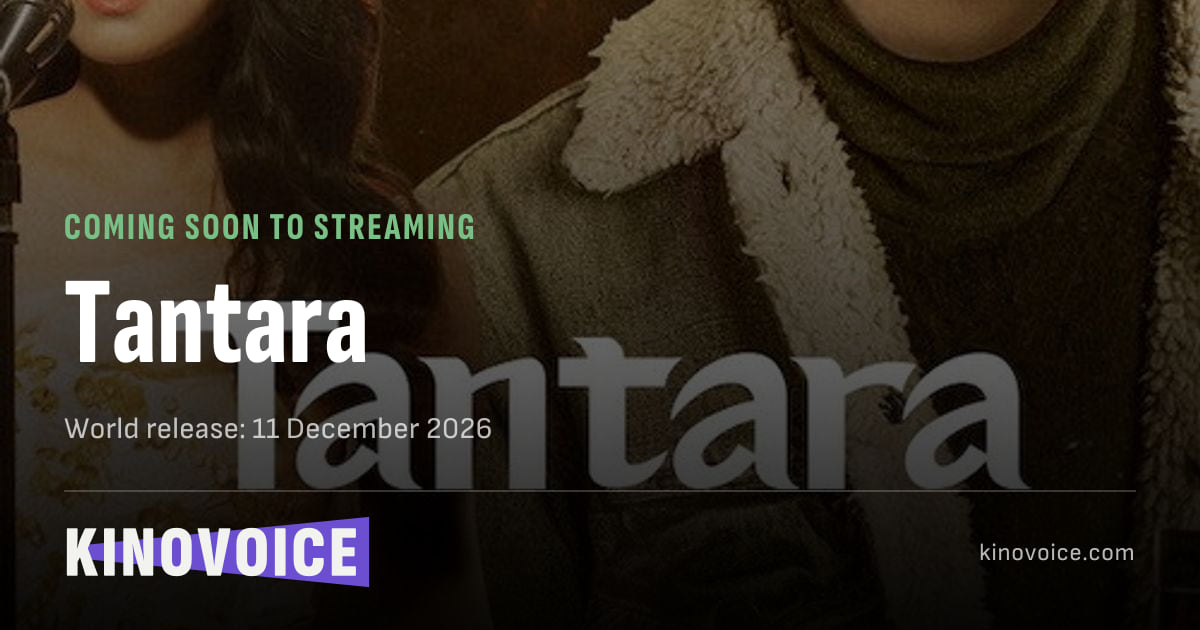 COMING SOON TO STREAMING
Tantara
Tantara
World release: 11 December 2026
KINOVOICE
kinovoice.com